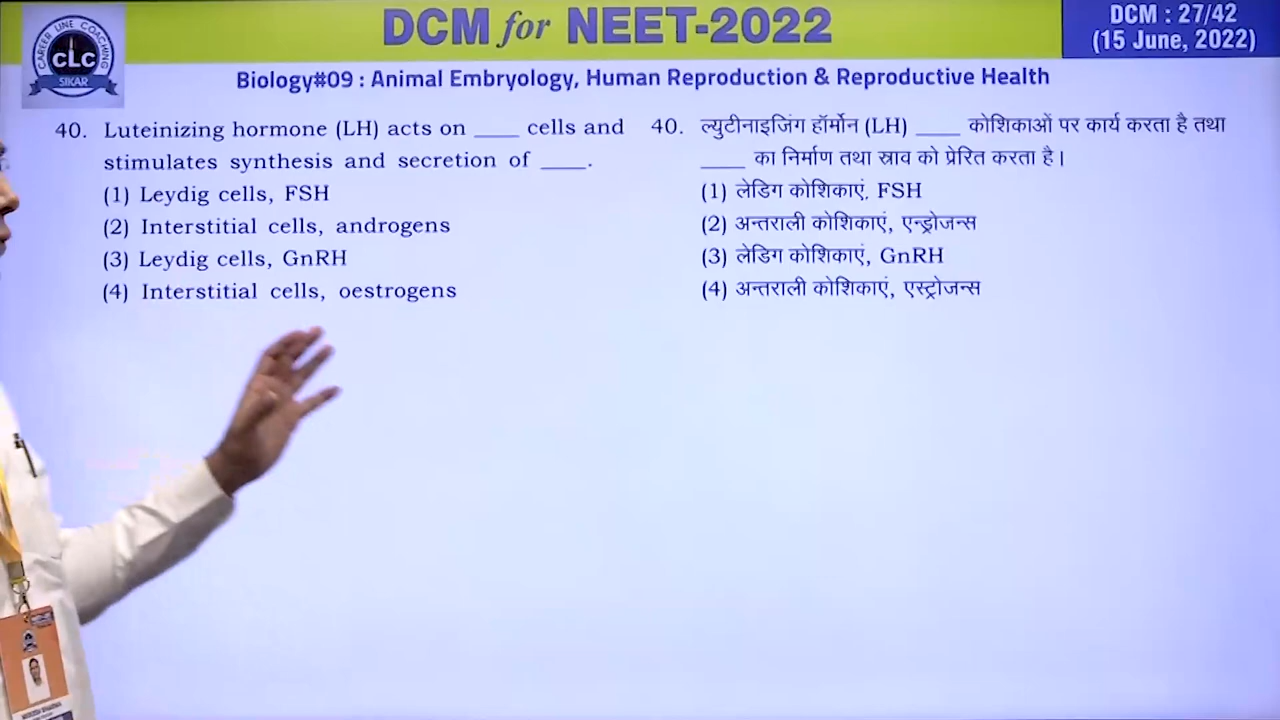 DCM for NEET-2022
DCM : 27/42
(15 June, 2022)
CAREER LINE COACHING
CLC
SIKAR
Biology#09 : Animal Embryology, Human Reproduction & Reproductive Health
40. Luteinizing hormone (LH) acts on ____ cells and
stimulates synthesis and secretion of ____.
(1) Leydig cells, FSH
(2) Interstitial cells, androgens
(3) Leydig cells, GnRH
(4) Interstitial cells, oestrogens
40. ल्युटीनाइजिंग हॉर्मोन (LH) ____ कोशिकाओं पर कार्य करता है तथा
____ का निर्माण तथा स्राव को प्रेरित करता है।
(1) लेडिग कोशिकाएं, FSH
(2) अन्तराली कोशिकाएं, एन्ड्रोजन्स
(3) लेडिग कोशिकाएं, GnRH
(4) अन्तराली कोशिकाएं, एस्ट्रोजन्स